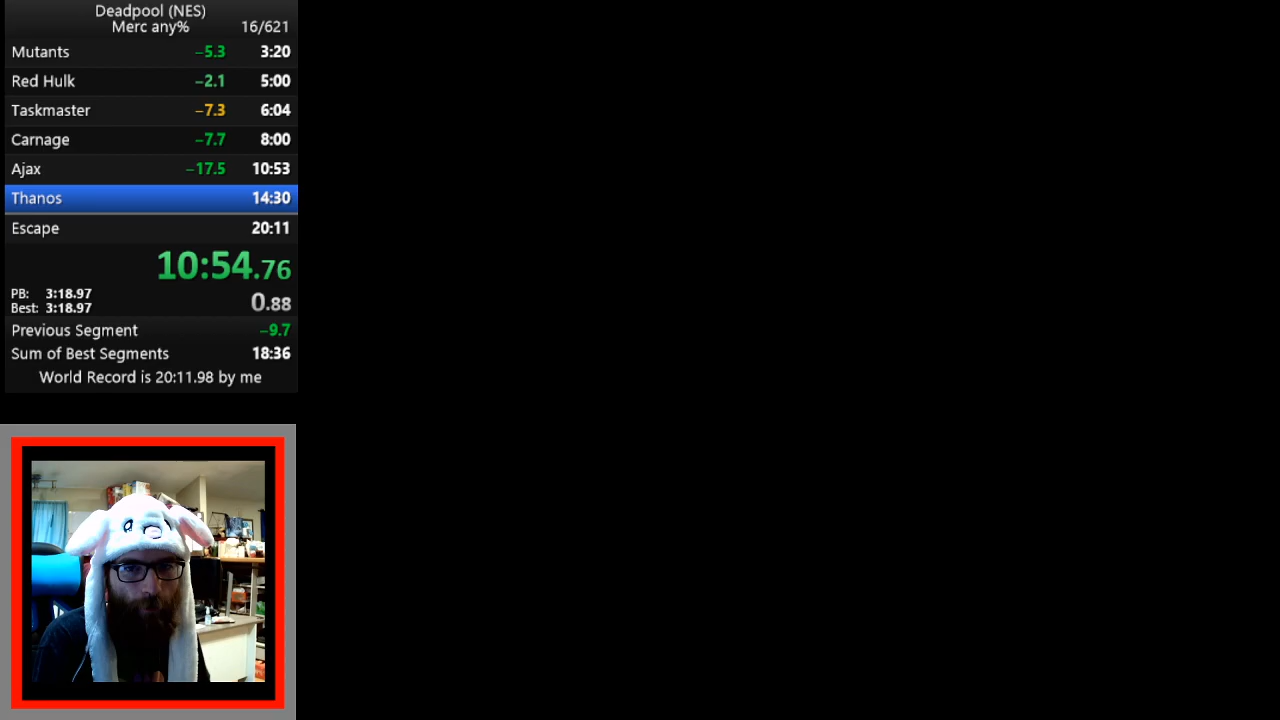 Deadpool (NES)
Merc any% 16/621
Mutants −5.3 3:20
Red Hulk −2.1 5:00
Taskmaster −7.3 6:04
Carnage −7.7 8:00
Ajax −17.5 10:53
Thanos 14:30
Escape 20:11
10:54.76
PB: 3:18.97
Best: 3:18.97
0.88
Previous Segment −9.7
Sum of Best Segments 18:36
World Record is 20:11.98 by me